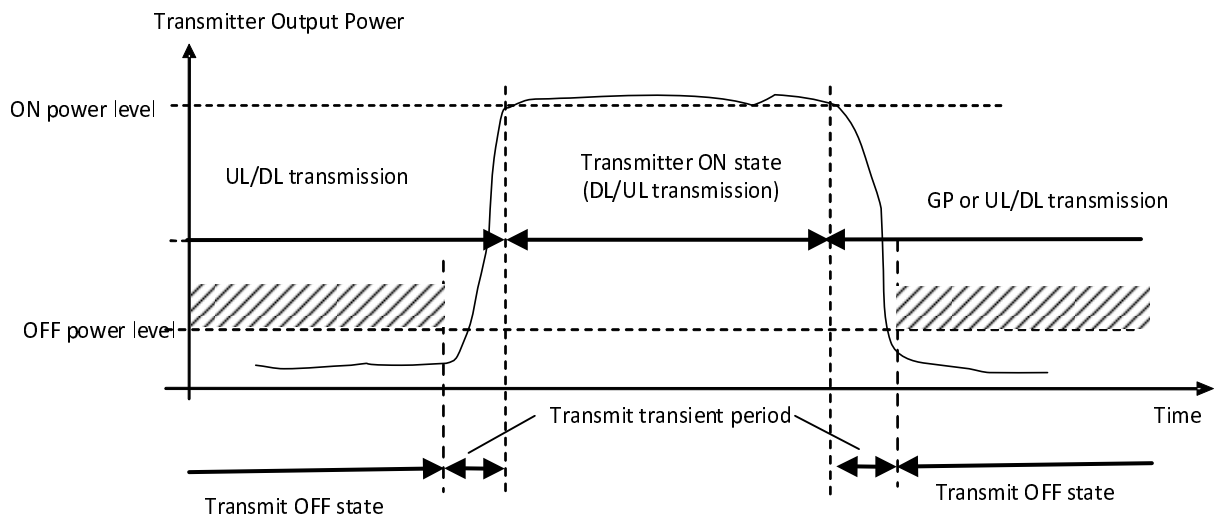 Transmitter Output Power
ON power level
UL/DL transmission
Transmitter ON state
(DL/UL transmission)
GP or UL/DL transmission
OFF power level
Transmit transient period
Time
Transmit OFF state
Transmit OFF state